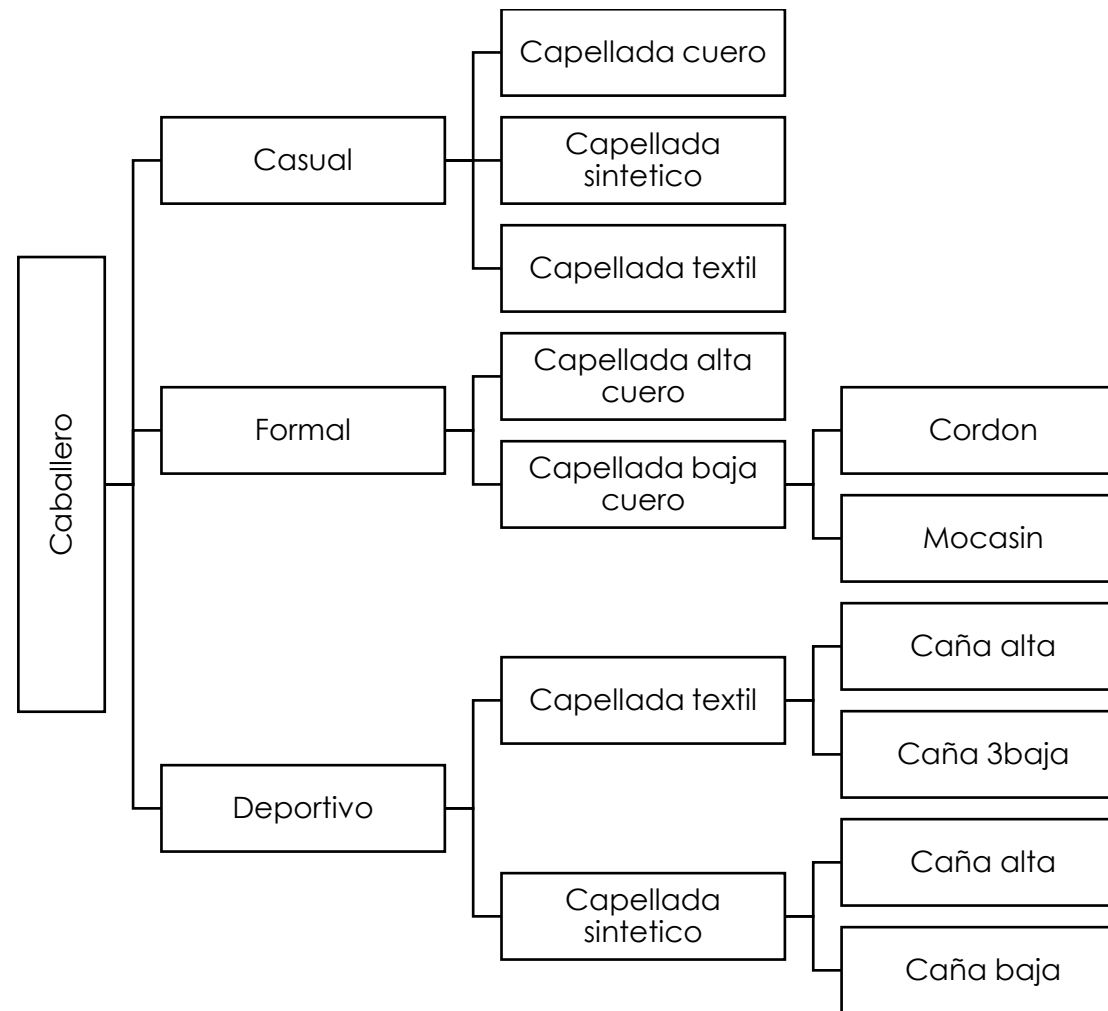 Caballero
Casual
Capellada cuero
Capellada
sintetico
Capellada textil
Formal
Capellada alta
cuero
Capellada baja
cuero
Cordon
Mocasin
Deportivo
Capellada textil
Caña alta
Caña 3baja
Capellada
sintetico
Caña alta
Caña baja